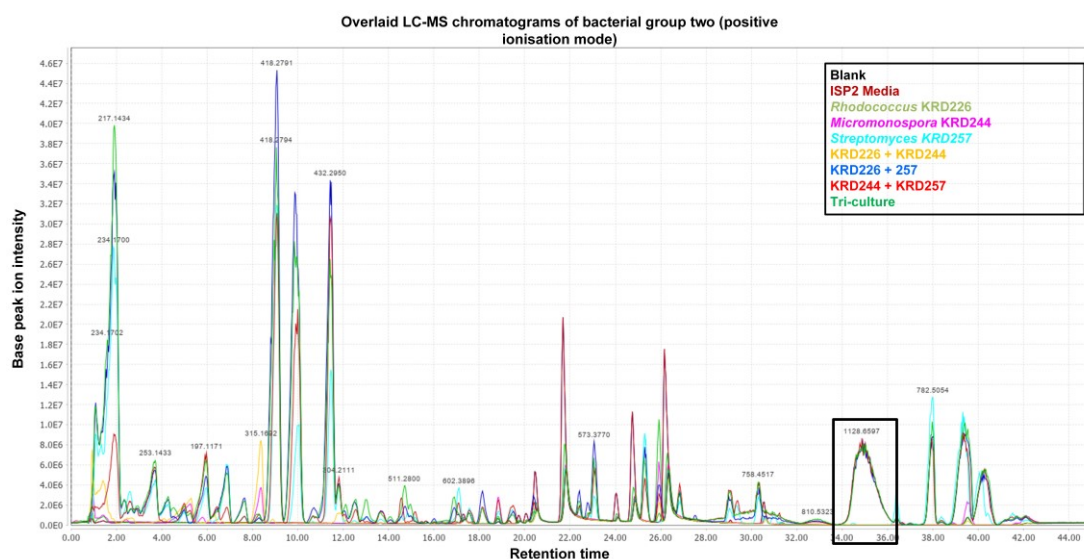 Overlaid LC-MS chromatograms of bacterial group two (positive
ionisation mode)
Base peak ion intensity
4.6E7
4.4E7
4.2E7
4.0E7
3.8E7
3.6E7
3.4E7
3.2E7
3.0E7
2.8E7
2.6E7
2.4E7
2.2E7
2.0E7
1.8E7
1.6E7
1.4E7
1.2E7
1.0E7
8.0E6
6.0E6
4.0E6
2.0E6
0.0E0
418.2791
217.1434
418.2794
432.2950
234.1700
234.1702
315.1692
253.1433
197.1171
304.2111
511.2800
602.3896
573.3770
758.4517
810.5323
1128.6597
782.5054
Blank
ISP2 Media
Rhodococcus KRD226
Micromonospora KRD244
Streptomyces KRD257
KRD226 + KRD244
KRD226 + 257
KRD244 + KRD257
Tri-culture
0.00 2.00 4.00 6.00 8.00 10.00 12.00 14.00 16.00 18.00 20.00 22.00 24.00 26.00 28.00 30.00 32.00 34.00 36.00 38.00 40.00 42.00 44.00
Retention time